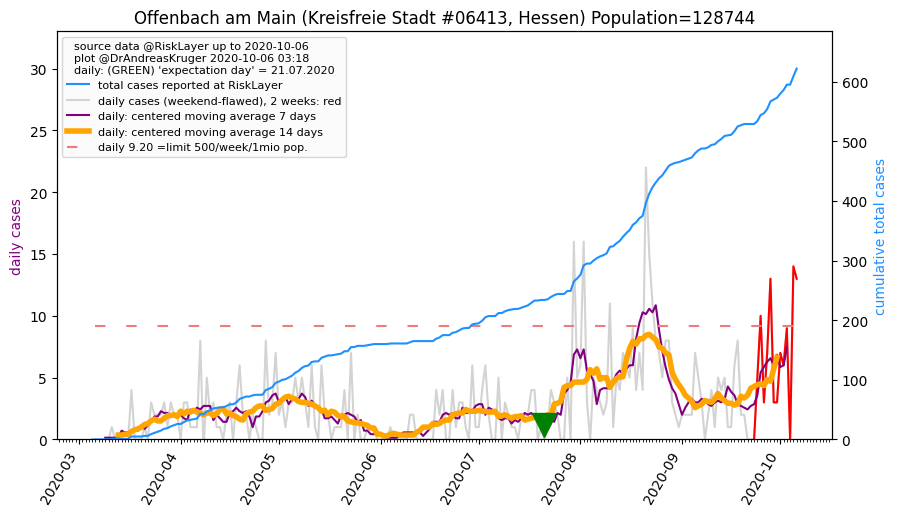 Offenbach am Main (Kreisfreie Stadt #06413, Hessen) Population=128744
source data @RiskLayer up to 2020-10-06
plot @DrAndreasKruger 2020-10-06 03:18
daily: (GREEN) 'expectation day' = 21.07.2020
total cases reported at RiskLayer
daily cases (weekend-flawed), 2 weeks: red
daily: centered moving average 7 days
daily: centered moving average 14 days
daily 9.20 =limit 500/week/1mio pop.
daily cases
30
25
20
15
10
5
0
cumulative total cases
600
500
400
300
200
100
0
2020-03
2020-04
2020-05
2020-06
2020-07
2020-08
2020-09
2020-10